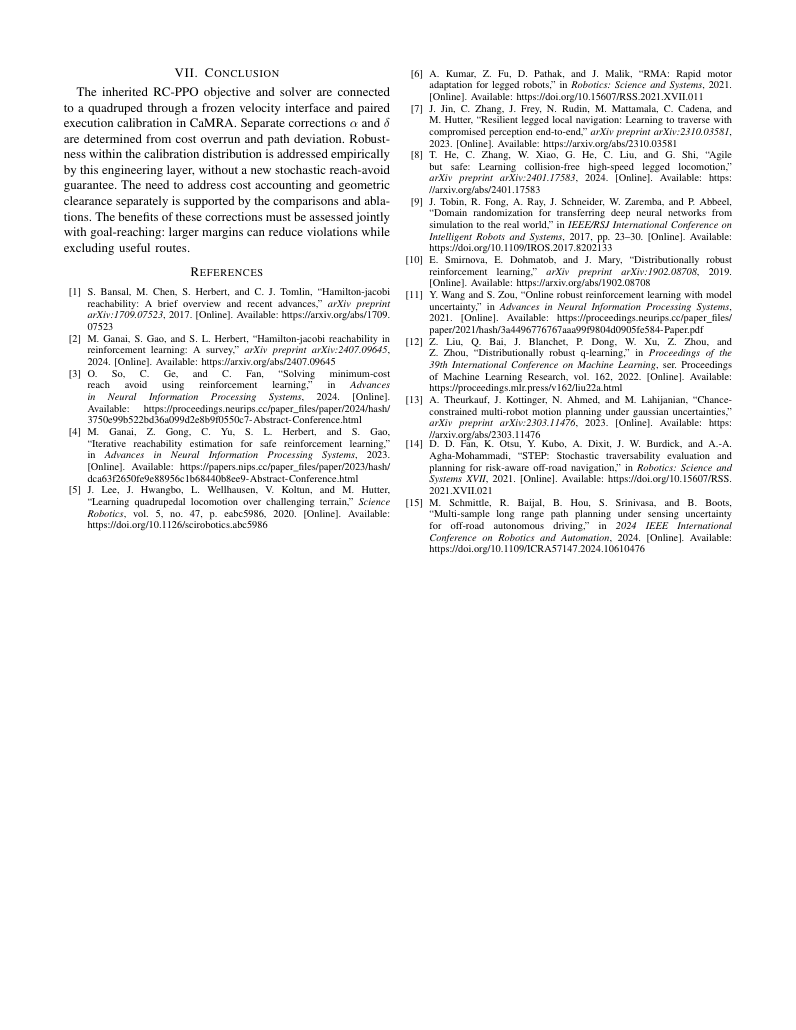 VII. CONCLUSION
The inherited RC-PPO objective and solver are connected
to a quadruped through a frozen velocity interface and paired
execution calibration in CaMRA. Separate corrections α and δ
are determined from cost overrun and path deviation. Robust-
ness within the calibration distribution is addressed empirically
by this engineering layer, without a new stochastic reach-avoid
guarantee. The need to address cost accounting and geometric
clearance separately is supported by the comparisons and abla-
tions. The benefits of these corrections must be assessed jointly
with goal-reaching: larger margins can reduce violations while
excluding useful routes.
REFERENCES
[1] S. Bansal, M. Chen, S. Herbert, and C. J. Tomlin, “Hamilton-jacobi
reachability: A brief overview and recent advances,” arXiv preprint
arXiv:1709.07523, 2017. [Online]. Available: https://arxiv.org/abs/1709.
07523
[2] M. Ganai, S. Gao, and S. L. Herbert, “Hamilton-jacobi reachability in
reinforcement learning: A survey,” arXiv preprint arXiv:2407.09645,
2024. [Online]. Available: https://arxiv.org/abs/2407.09645
[3] O. So, C. Ge, and C. Fan, “Solving minimum-cost
reach avoid using reinforcement learning,” in Advances
in Neural Information Processing Systems, 2024. [Online].
Available: https://proceedings.neurips.cc/paper_files/paper/2024/hash/
3750e99b522bd36a099d2e8b9f0550c7-Abstract-Conference.html
[4] M. Ganai, Z. Gong, C. Yu, S. L. Herbert, and S. Gao,
“Iterative reachability estimation for safe reinforcement learning,”
in Advances in Neural Information Processing Systems, 2023.
[Online]. Available: https://papers.nips.cc/paper_files/paper/2023/hash/
dca63f2650fe9e88956c1b68440b8ee9-Abstract-Conference.html
[5] J. Lee, J. Hwangbo, L. Wellhausen, V. Koltun, and M. Hutter,
“Learning quadrupedal locomotion over challenging terrain,” Science
Robotics, vol. 5, no. 47, p. eabc5986, 2020. [Online]. Available:
https://doi.org/10.1126/scirobotics.abc5986
[6] A. Kumar, Z. Fu, D. Pathak, and J. Malik, “RMA: Rapid motor
adaptation for legged robots,” in Robotics: Science and Systems, 2021.
[Online]. Available: https://doi.org/10.15607/RSS.2021.XVII.011
[7] J. Jin, C. Zhang, J. Frey, N. Rudin, M. Mattamala, C. Cadena, and
M. Hutter, “Resilient legged local navigation: Learning to traverse with
compromised perception end-to-end,” arXiv preprint arXiv:2310.03581,
2023. [Online]. Available: https://arxiv.org/abs/2310.03581
[8] T. He, C. Zhang, W. Xiao, G. He, C. Liu, and G. Shi, “Agile
but safe: Learning collision-free high-speed legged locomotion,”
arXiv preprint arXiv:2401.17583, 2024. [Online]. Available: https:
//arxiv.org/abs/2401.17583
[9] J. Tobin, R. Fong, A. Ray, J. Schneider, W. Zaremba, and P. Abbeel,
“Domain randomization for transferring deep neural networks from
simulation to the real world,” in IEEE/RSJ International Conference on
Intelligent Robots and Systems, 2017, pp. 23–30. [Online]. Available:
https://doi.org/10.1109/IROS.2017.8202133
[10] E. Smirnova, E. Dohmatob, and J. Mary, “Distributionally robust
reinforcement learning,” arXiv preprint arXiv:1902.08708, 2019.
[Online]. Available: https://arxiv.org/abs/1902.08708
[11] Y. Wang and S. Zou, “Online robust reinforcement learning with model
uncertainty,” in Advances in Neural Information Processing Systems,
2021. [Online]. Available: https://proceedings.neurips.cc/paper_files/
paper/2021/hash/3a4496776767aaa99f9804d0905fe584-Paper.pdf
[12] Z. Liu, Q. Bai, J. Blanchet, P. Dong, W. Xu, Z. Zhou, and
Z. Zhou, “Distributionally robust q-learning,” in Proceedings of the
39th International Conference on Machine Learning, ser. Proceedings
of Machine Learning Research, vol. 162, 2022. [Online]. Available:
https://proceedings.mlr.press/v162/liu22a.html
[13] A. Theurkauf, J. Kottinger, N. Ahmed, and M. Lahijanian, “Chance-
constrained multi-robot motion planning under gaussian uncertainties,”
arXiv preprint arXiv:2303.11476, 2023. [Online]. Available: https:
//arxiv.org/abs/2303.11476
[14] D. D. Fan, K. Otsu, Y. Kubo, A. Dixit, J. W. Burdick, and A.-A.
Agha-Mohammadi, “STEP: Stochastic traversability evaluation and
planning for risk-aware off-road navigation,” in Robotics: Science and
Systems XVII, 2021. [Online]. Available: https://doi.org/10.15607/RSS.
2021.XVII.021
[15] M. Schmittle, R. Baijal, B. Hou, S. Srinivasa, and B. Boots,
“Multi-sample long range path planning under sensing uncertainty
for off-road autonomous driving,” in 2024 IEEE International
Conference on Robotics and Automation, 2024. [Online]. Available:
https://doi.org/10.1109/ICRA57147.2024.10610476